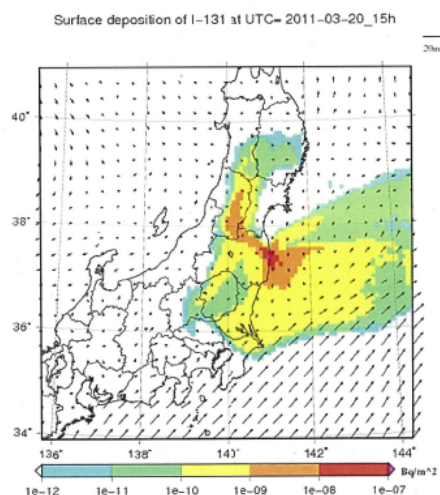 Surface deposition of I-131 at UTC= 2011-03-20_15h
20m
40°
38°
36°
34°
136° 138° 140° 142° 144°
Bq/m^2
1e-12 1e-11 1e-10 1e-09 1e-08 1e-07